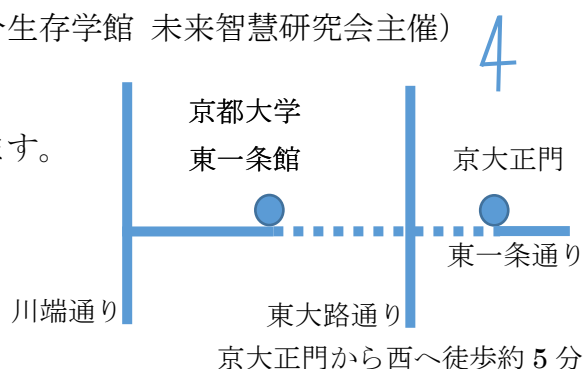 生存学館 未来智慧研究会主催)
4
京都大学
東一条館
ます。
京大正門
東一条通り
川端通り
東大路通り
京大正門から西へ徒歩約 5 分